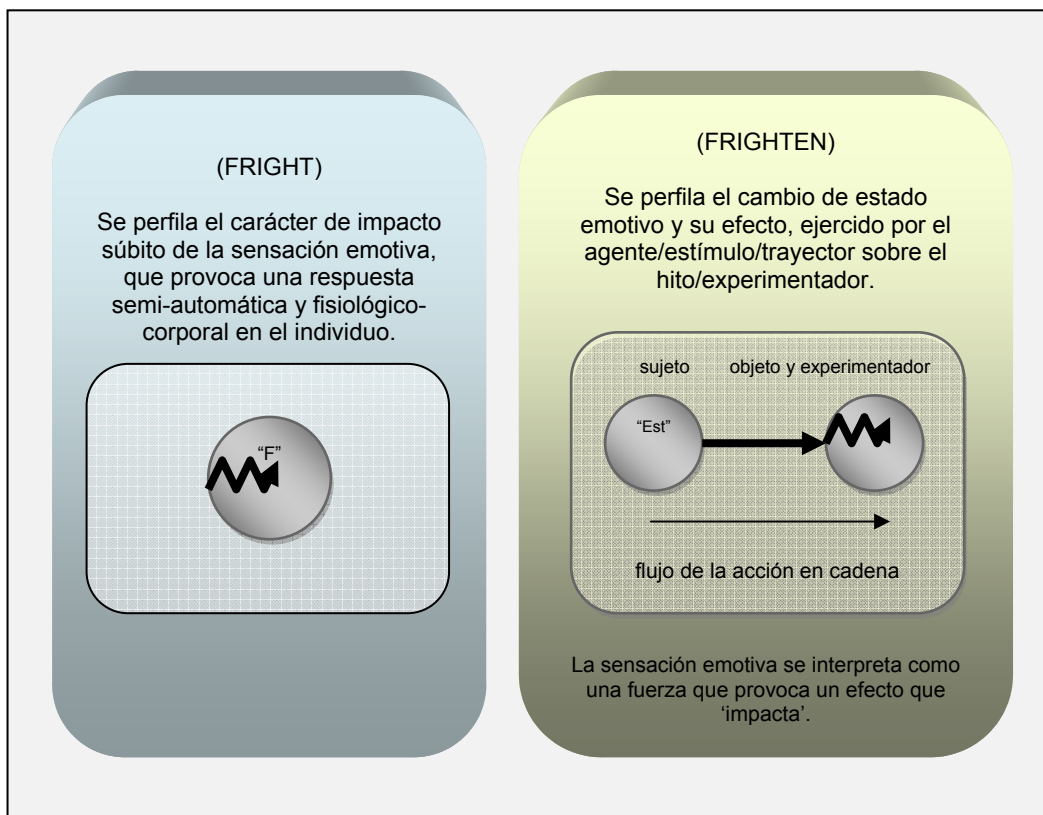 (FRIGHT)
Se perfila el carácter de impacto
súbito de la sensación emotiva,
que provoca una respuesta
semi-automática y fisiológico-
corporal en el individuo.
“F”
(FRIGHTEN)
Se perfila el cambio de estado
emotivo y su efecto, ejercido por el
agente/estímulo/trayector sobre el
hito/experimentador.
sujeto objeto y experimentador
“Est”
flujo de la acción en cadena
La sensación emotiva se interpreta como
una fuerza que provoca un efecto que
‘impacta’.